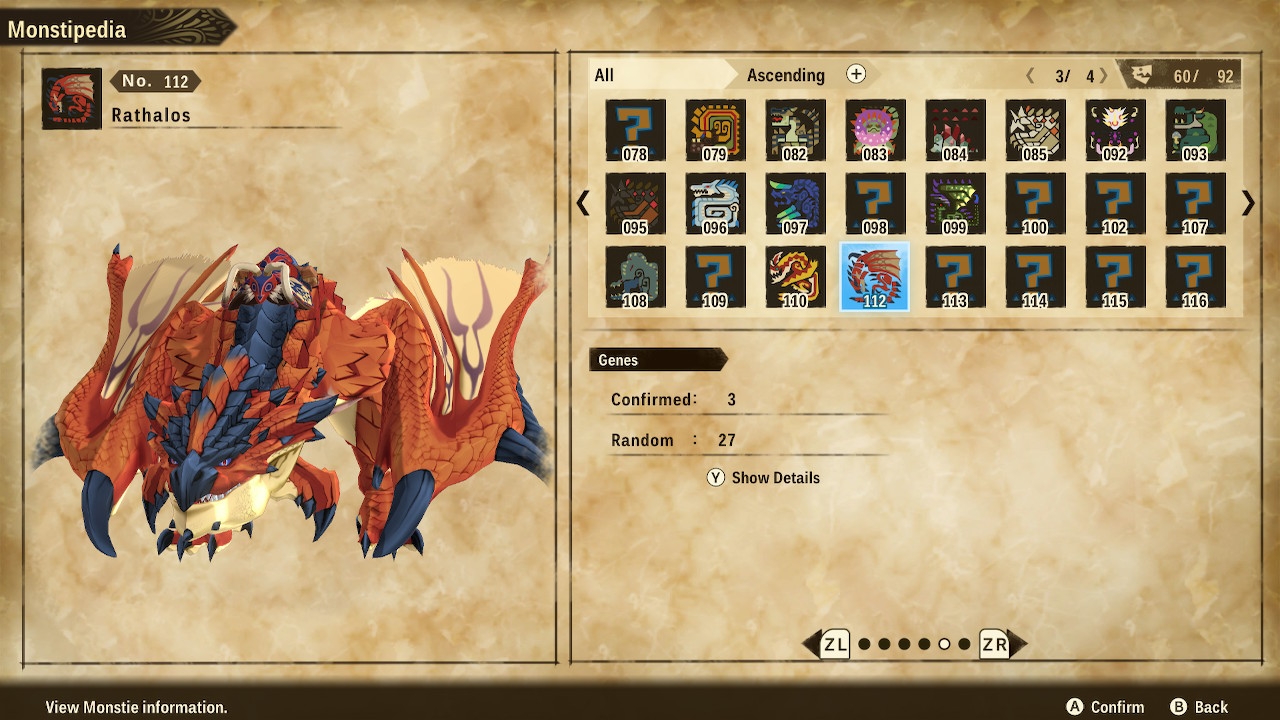 Monstipedia
No. 112
Rathalos
All
Ascending
3/ 4
60/ 92
078 079 082 083 084 085 092 093
095 096 097 098 099 100 102 107
108 109 110 112 113 114 115 116
Genes
Confirmed: 3
Random : 27
Y Show Details
ZL ZR
View Monstie information.
A Confirm B Back